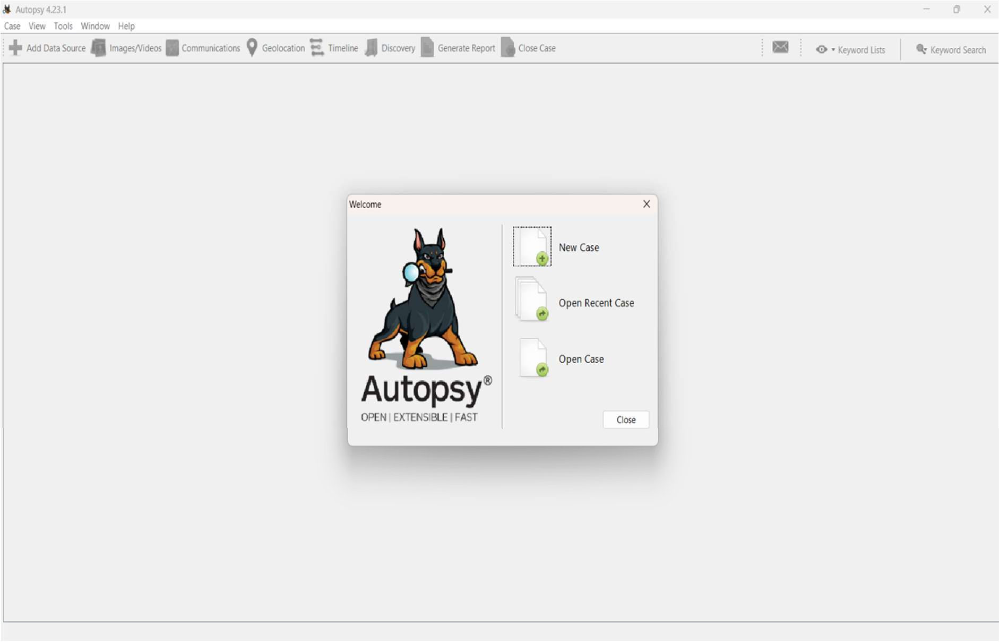 Autopsy 4.23.1
Case View Tools Window Help
Add Data Source Images/Videos Communications Geolocation Timeline Discovery Generate Report Close Case Keyword Lists Keyword Search
Welcome
New Case
Open Recent Case
Open Case
Autopsy®
OPEN | EXTENSIBLE | FAST
Close